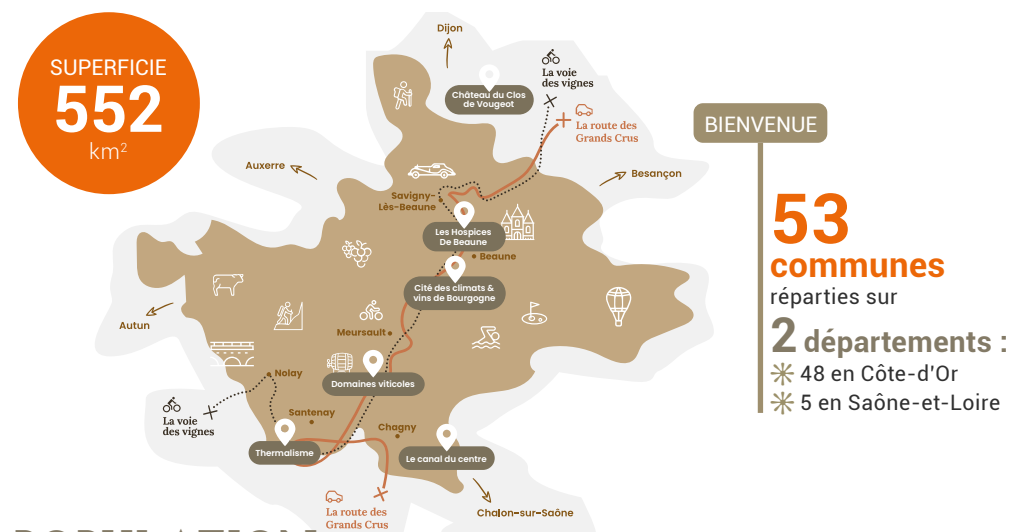 SUPERFICIE
552
km²
Dijon
La voie
des vignes
Château du Clos
de Vougeot
La route des
Grands Crus
Auxerre
Besançon
Savigny-
Lès-Beaune
Les Hospices
De Beaune
Beaune
Cité des climats &
vins de Bourgogne
Autun
Meursault
Domaines viticoles
Nolay
La voie
des vignes
Santenay
Chagny
Thermalisme
Le canal du centre
La route des
Grands Crus
Chalon-sur-Saône
BIENVENUE
53
communes
réparties sur
2 départements :
48 en Côte-d'Or
5 en Saône-et-Loire
POPULATION